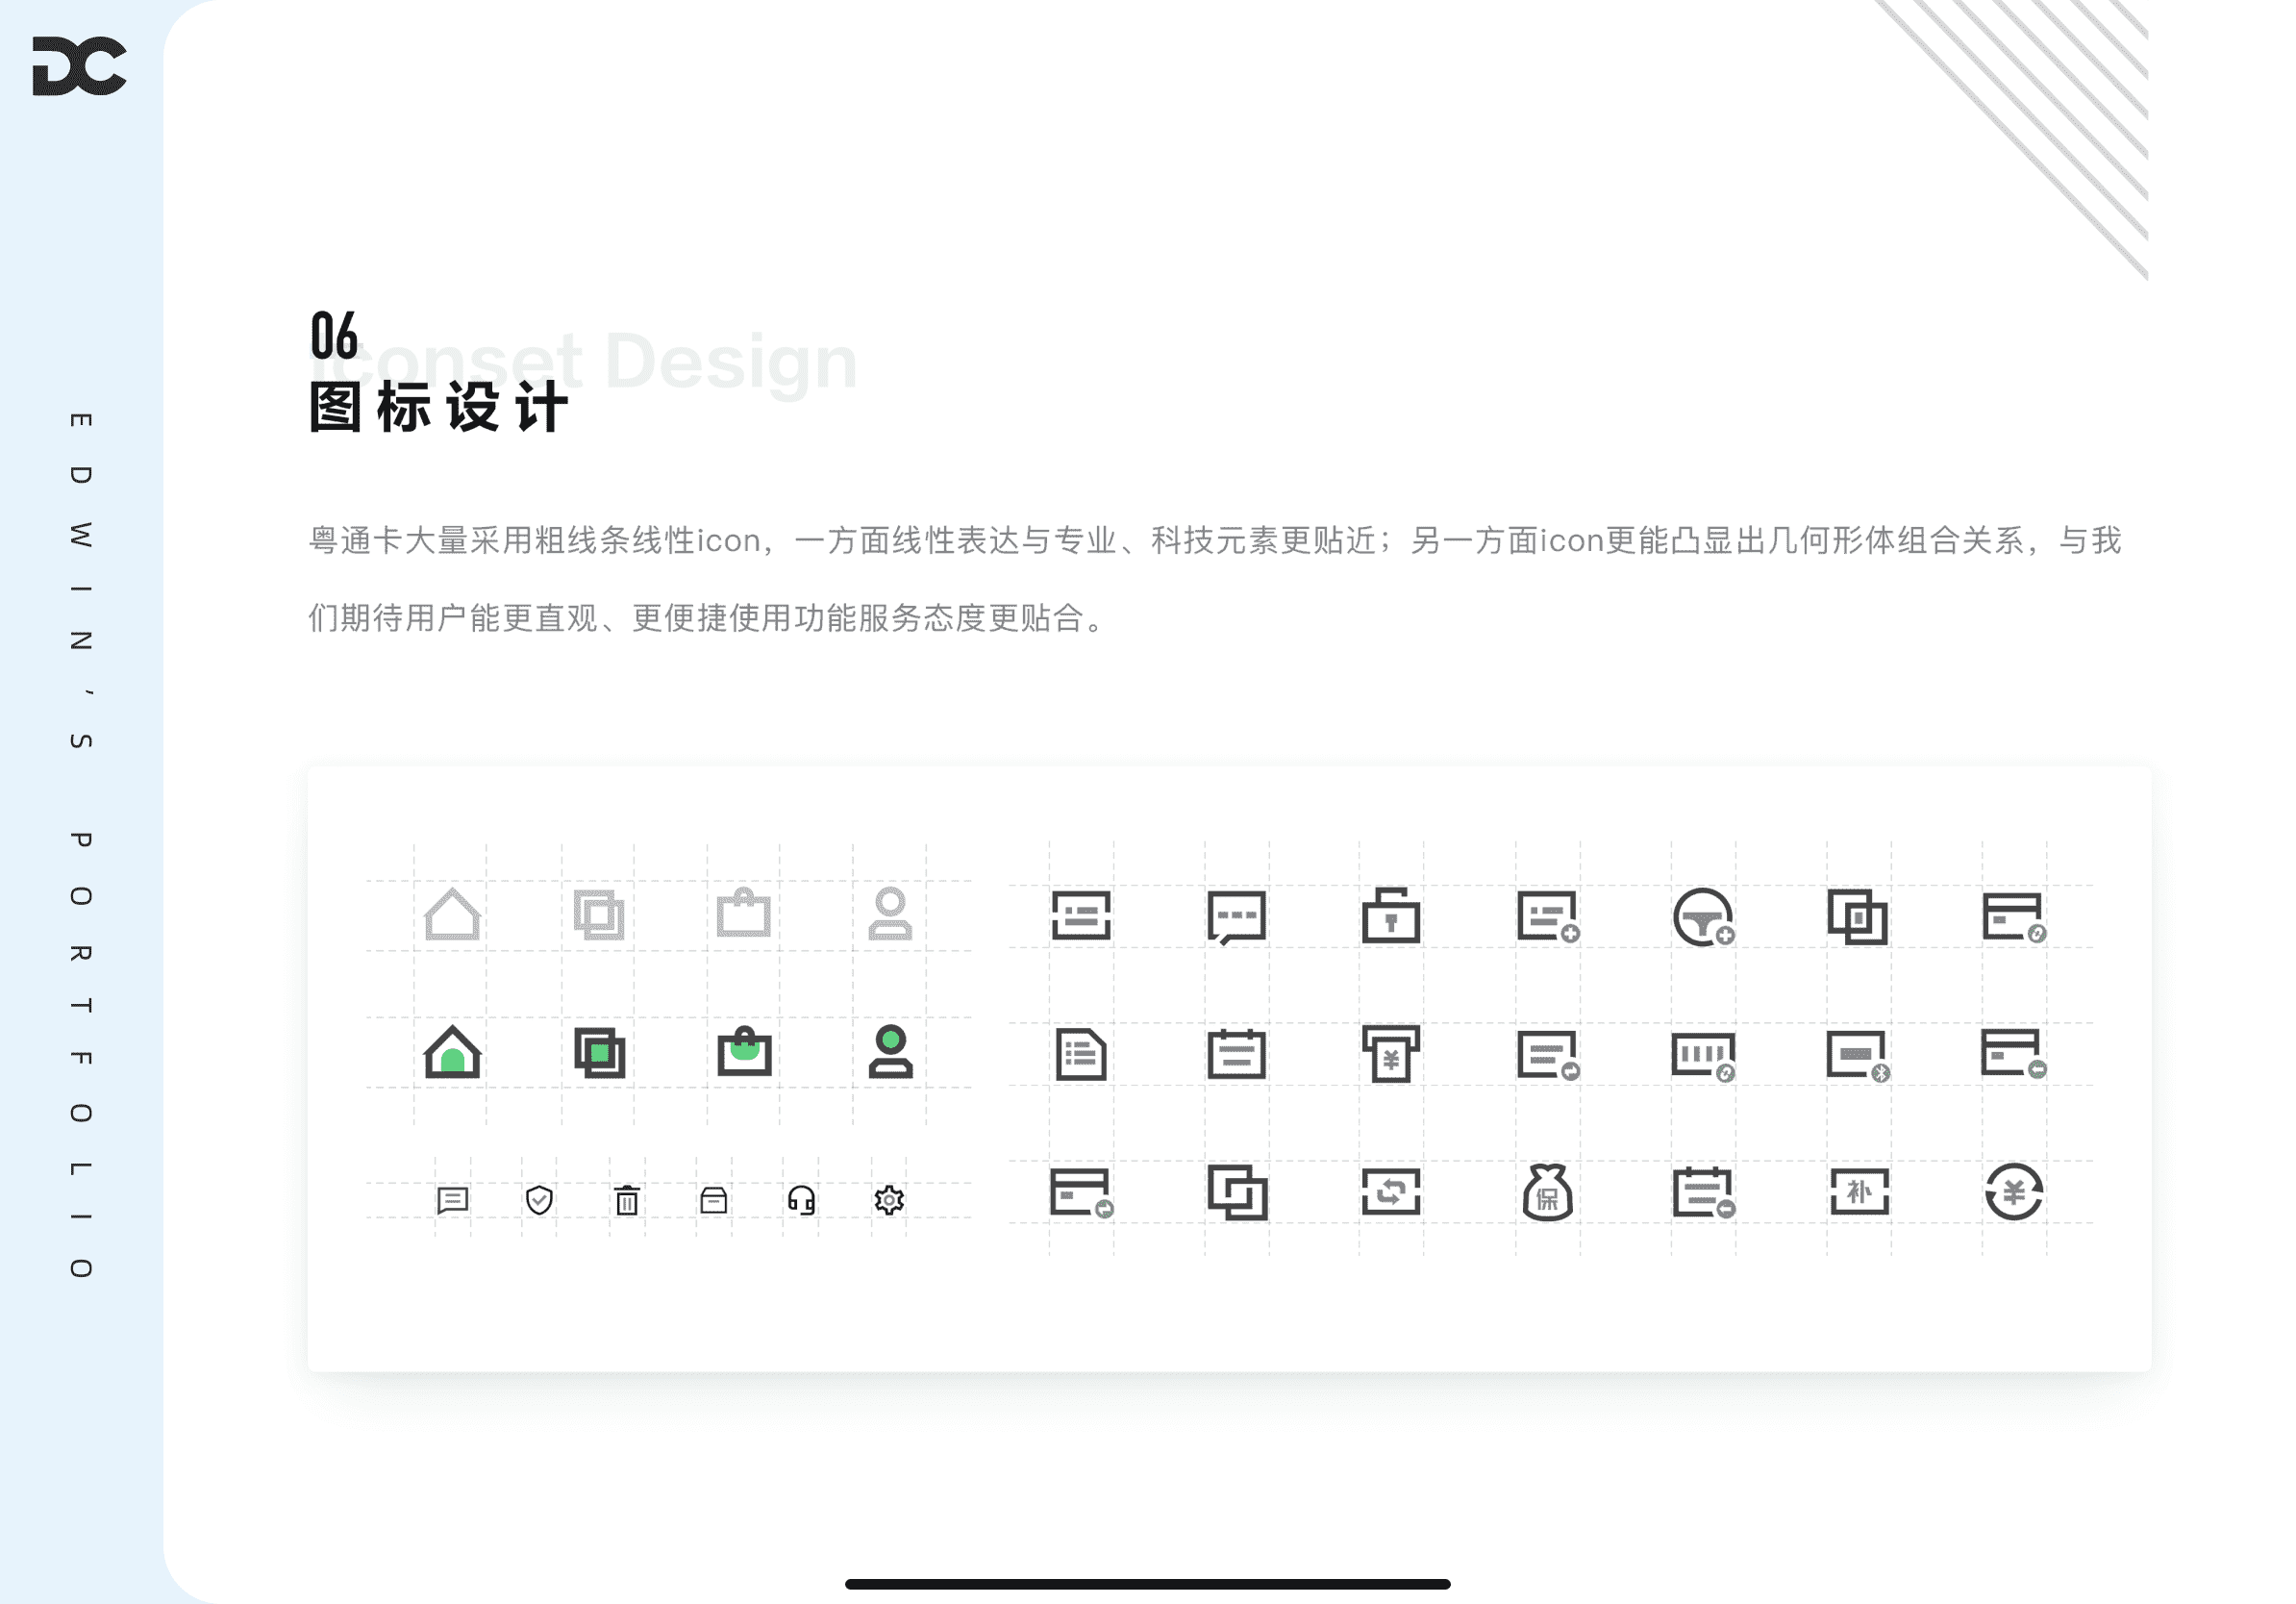 DC
EDWIN'S PORTFOLIO
06
Iconset Design
图标设计
粤通卡大量采用粗线条线性icon，一方面线性表达与专业、科技元素更贴近；另一方面icon更能凸显出几何形体组合关系，与我
们期待用户能更直观、更便捷使用功能服务态度更贴合。
¥
保
补
¥